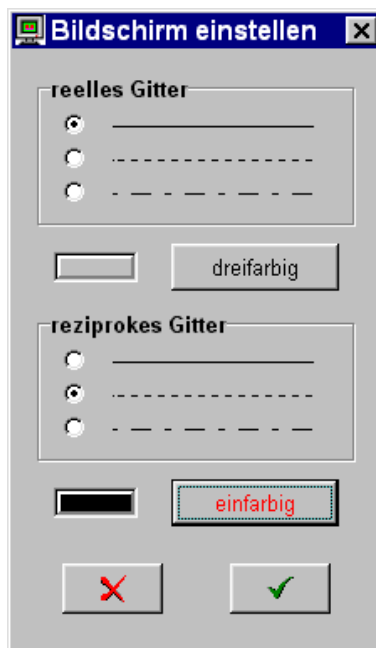 Bildschirm einstellen
reelles Gitter
dreifarbig
reziprokes Gitter
einfarbig